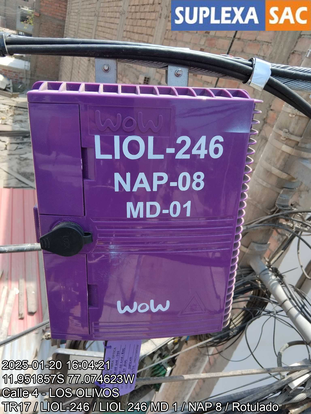 SUPLEXA SAC
WOW
LIOL-246
NAP-08
MD-01
WOW
2025-01-20 16:04:21
11.951857S 77.074623W
Calle 4 - LOS OLIVOS
TR17 / LIOL-246 / LIOL 246 MD 1 / NAP 8 / Rotulado